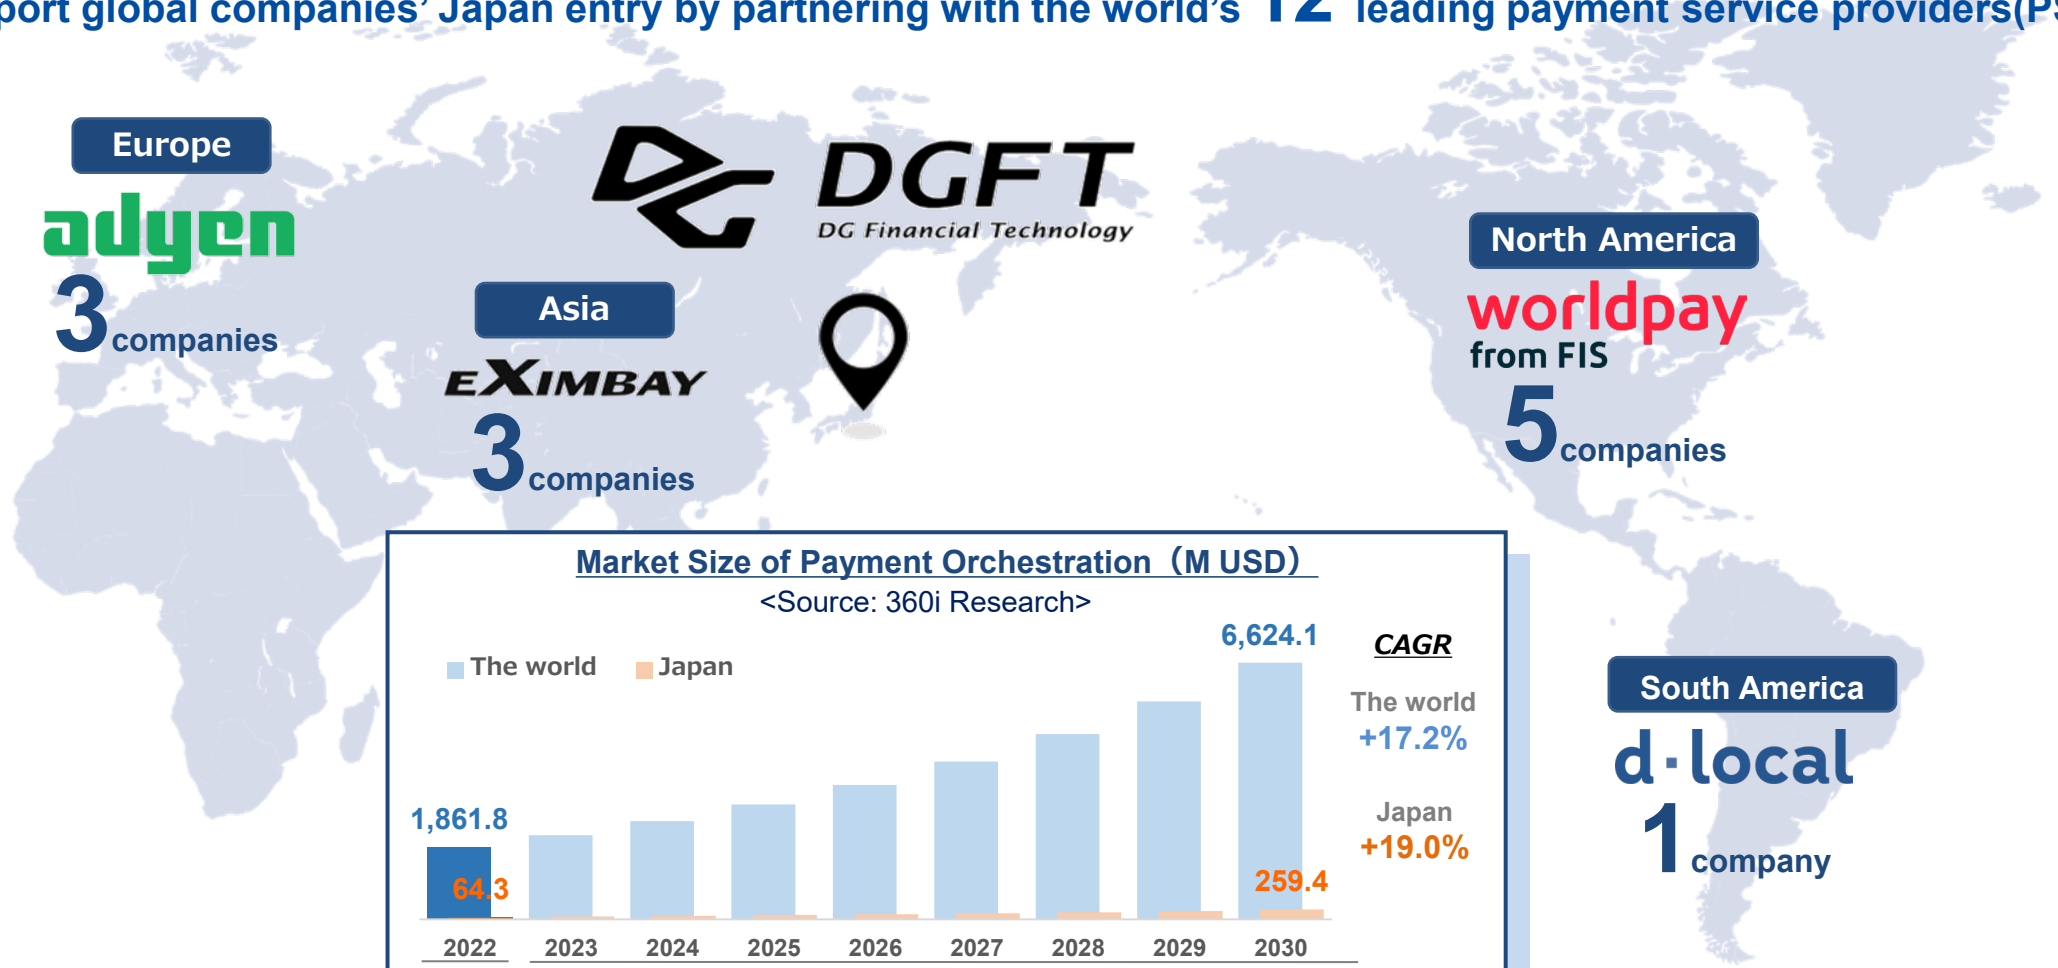 port global companies' Japan entry by partnering with the world's 12 leading payment service providers(PS
Europe
adyen
3 companies
DGFT
DG Financial Technology
Asia
EXIMBAY
3 companies
North America
worldpay
from FIS
5 companies
South America
d·local
1 company
Market Size of Payment Orchestration（M USD）
<Source: 360i Research>
The world
Japan
1,861.8
64.3
6,624.1
259.4
2022 2023 2024 2025 2026 2027 2028 2029 2030
CAGR
The world
+17.2%
Japan
+19.0%